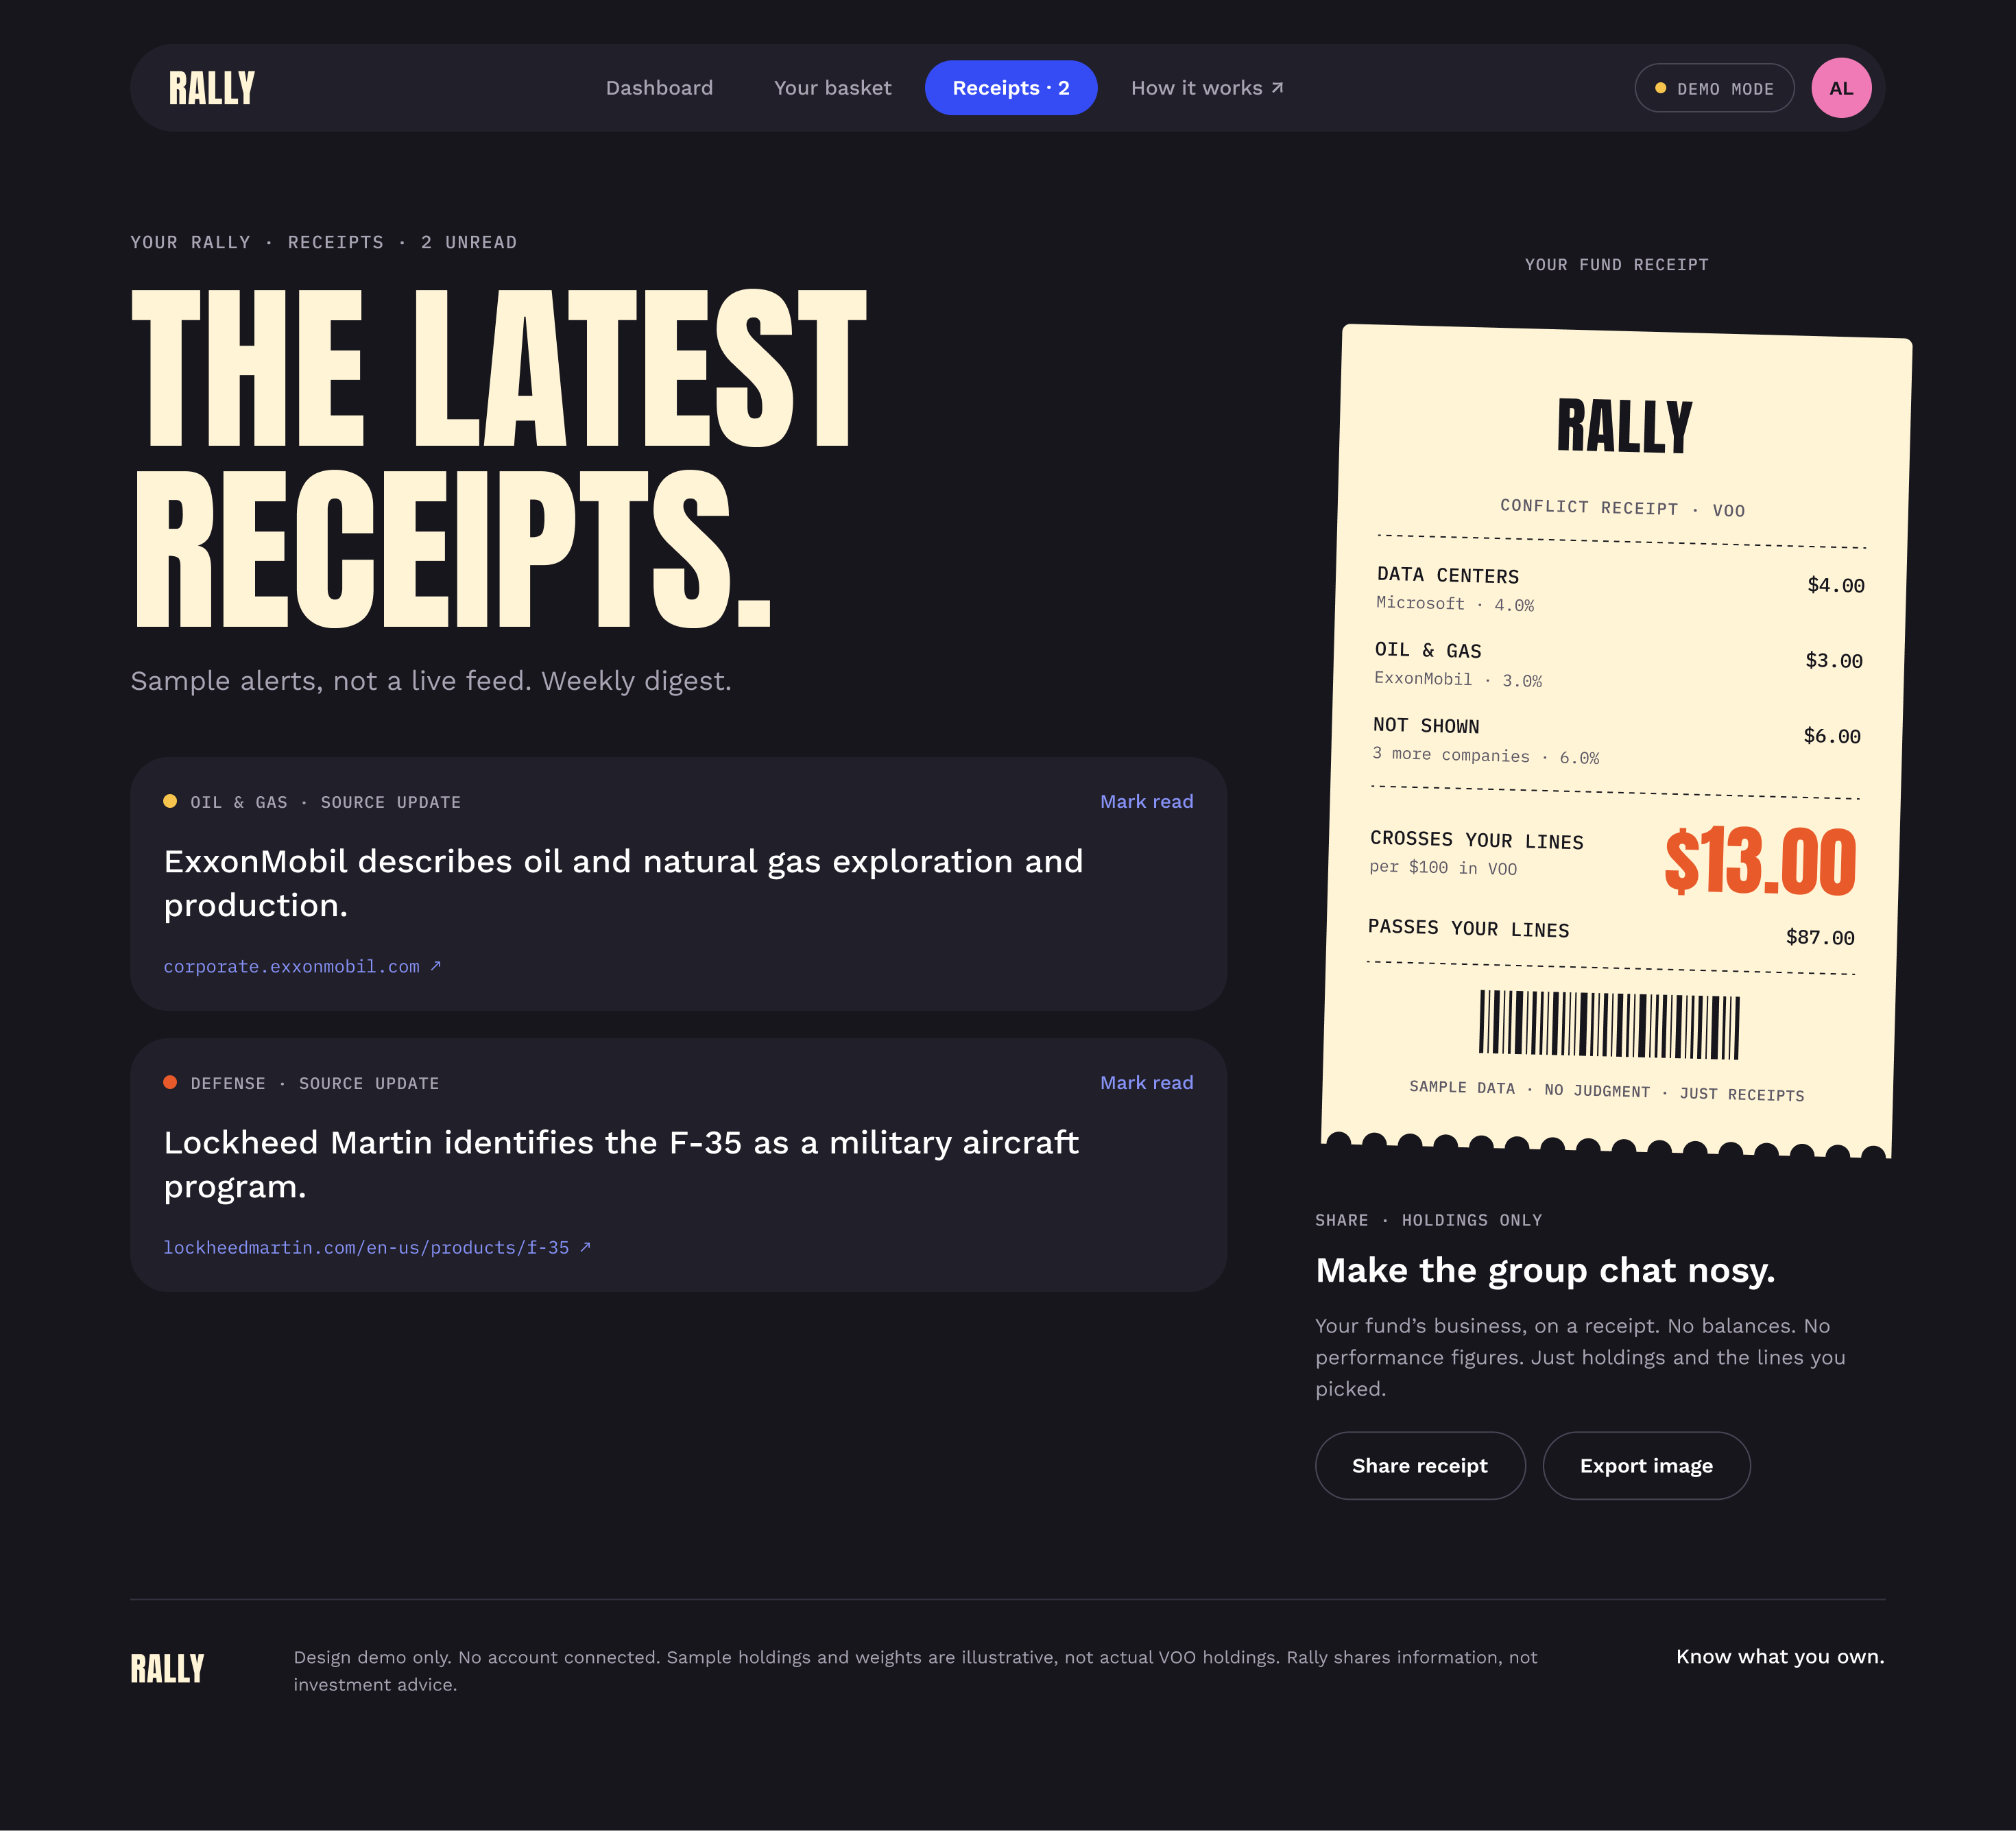 RALLY
Dashboard
Your basket
Receipts · 2
How it works ↗
DEMO MODE
AL
YOUR RALLY · RECEIPTS · 2 UNREAD
THE LATEST
RECEIPTS.
Sample alerts, not a live feed. Weekly digest.
OIL & GAS · SOURCE UPDATE
Mark read
ExxonMobil describes oil and natural gas exploration and
production.
corporate.exxonmobil.com ↗
DEFENSE · SOURCE UPDATE
Mark read
Lockheed Martin identifies the F-35 as a military aircraft
program.
lockheedmartin.com/en-us/products/f-35 ↗
YOUR FUND RECEIPT
RALLY
CONFLICT RECEIPT · VOO
DATA CENTERS $4.00
Microsoft · 4.0%
OIL & GAS $3.00
ExxonMobil · 3.0%
NOT SHOWN $6.00
3 more companies · 6.0%
CROSSES YOUR LINES $13.00
per $100 in VOO
PASSES YOUR LINES $87.00
SAMPLE DATA · NO JUDGMENT · JUST RECEIPTS
SHARE · HOLDINGS ONLY
Make the group chat nosy.
Your fund’s business, on a receipt. No balances. No
performance figures. Just holdings and the lines you
picked.
Share receipt
Export image
RALLY
Design demo only. No account connected. Sample holdings and weights are illustrative, not actual VOO holdings. Rally shares information, not
investment advice.
Know what you own.